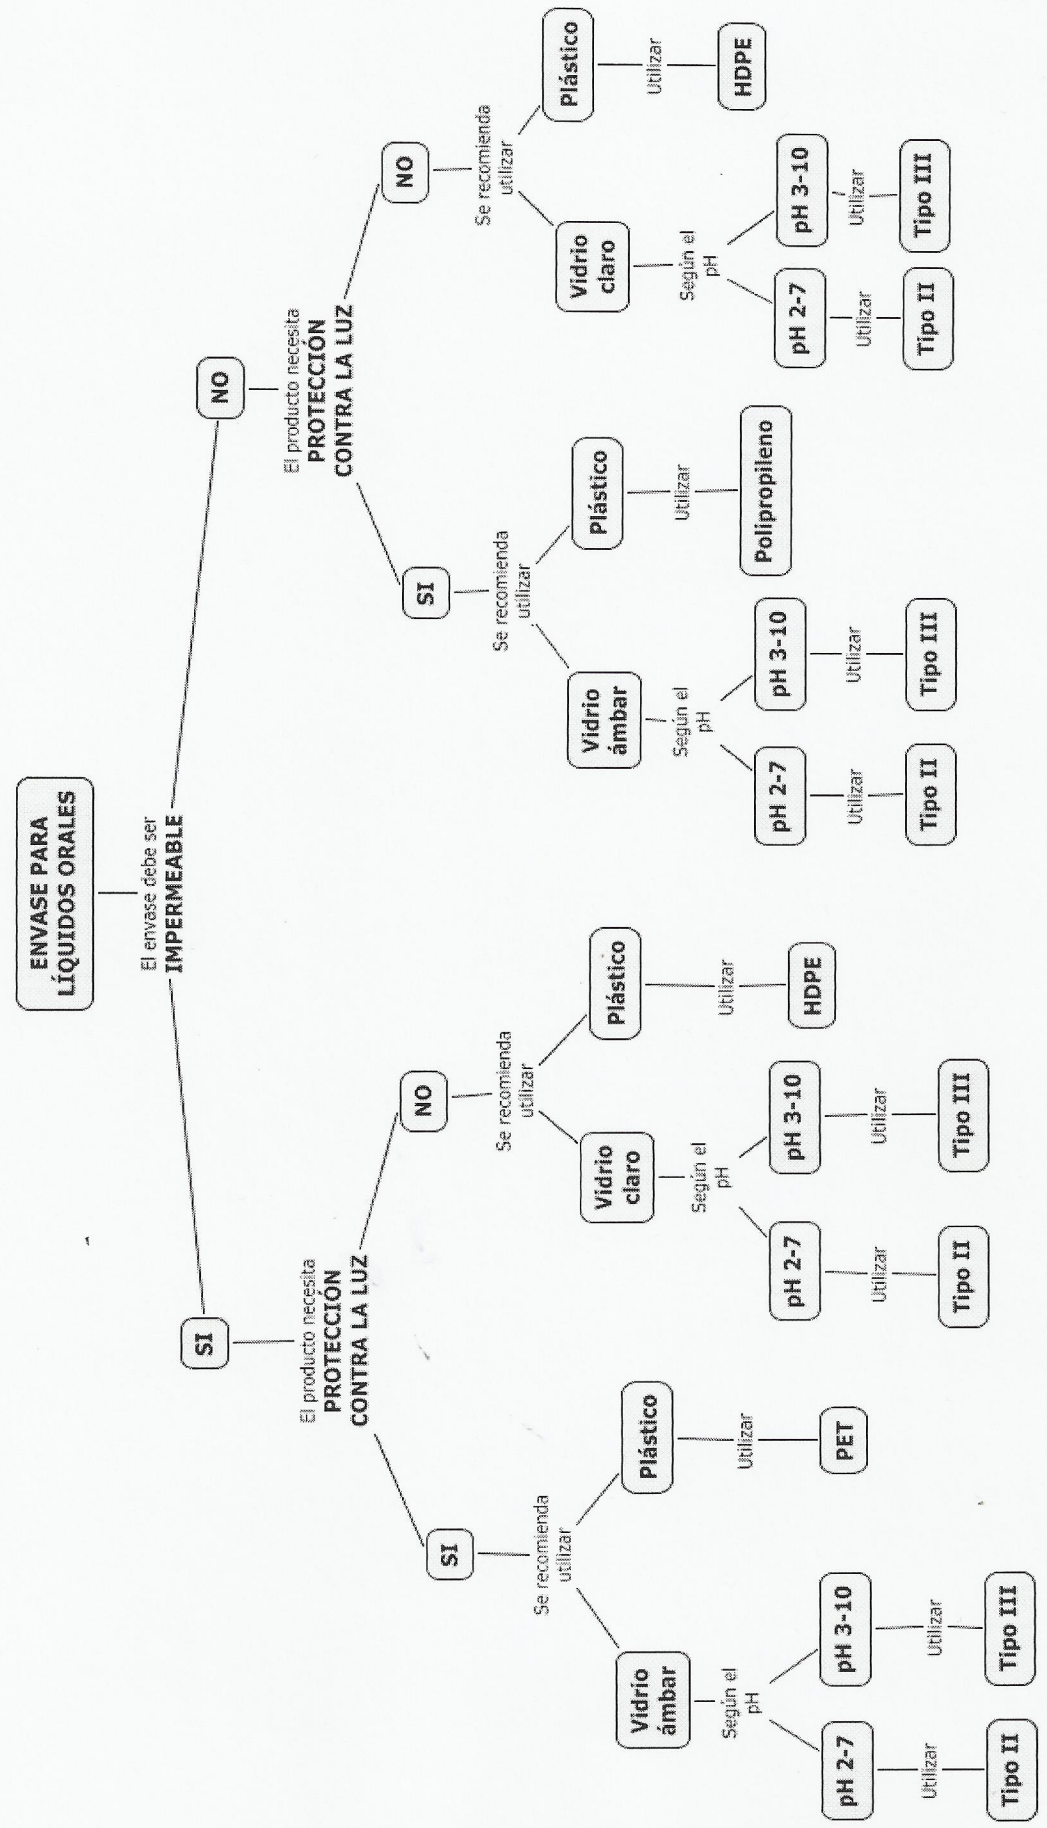 ENVASE PARA
LÍQUIDOS ORALES
El envase debe ser
IMPERMEABLE
SI
NO
El producto necesita
PROTECCIÓN
CONTRA LA LUZ
El producto necesita
PROTECCIÓN
CONTRA LA LUZ
SI
NO
SI
NO
Se recomienda
utilizar
Se recomienda
utilizar
Se recomienda
utilizar
Se recomienda
utilizar
Vidrio
ámbar
Plástico
Vidrio
claro
Plástico
Vidrio
ámbar
Plástico
Vidrio
claro
Plástico
Según el
pH
Utilizar
Según el
pH
Utilizar
Según el
pH
Utilizar
Según el
pH
Utilizar
pH 2-7
pH 3-10
PET
pH 2-7
pH 3-10
HDPE
pH 2-7
pH 3-10
Polipropileno
pH 2-7
pH 3-10
HDPE
Utilizar
Utilizar
Utilizar
Utilizar
Utilizar
Utilizar
Utilizar
Utilizar
Tipo II
Tipo III
Tipo II
Tipo III
Tipo II
Tipo III
Tipo II
Tipo III